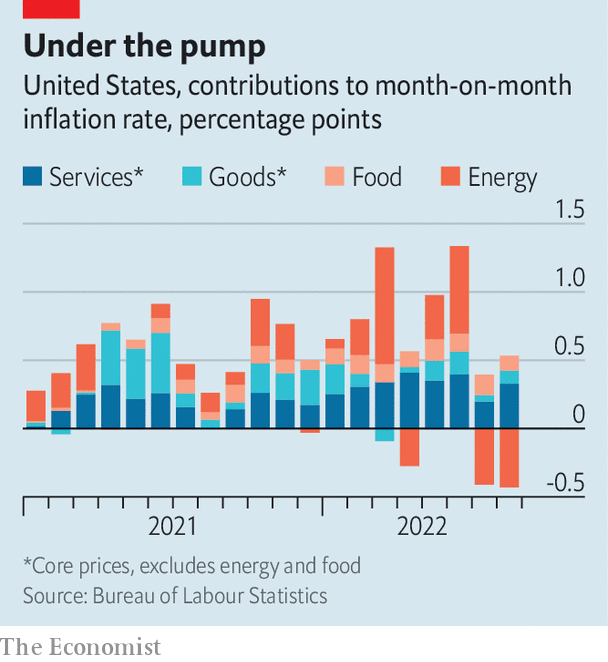 Under the pump
United States, contributions to month-on-month
inflation rate, percentage points
Services* Goods* Food Energy
1.5
1.0
0.5
0
-0.5
2021 2022
*Core prices, excludes energy and food
Source: Bureau of Labour Statistics
The Economist